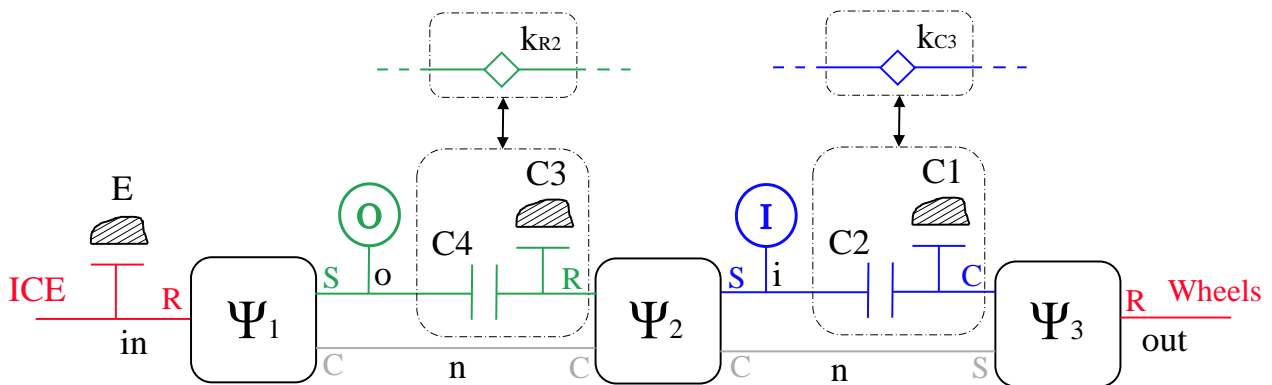 kR2
kC3
E
C3
C1
O
I
C4
C2
ICE
R
Ψ1
S
o
R
Ψ2
S
i
C
Ψ3
R
Wheels
in
C
n
C
C
n
S
out